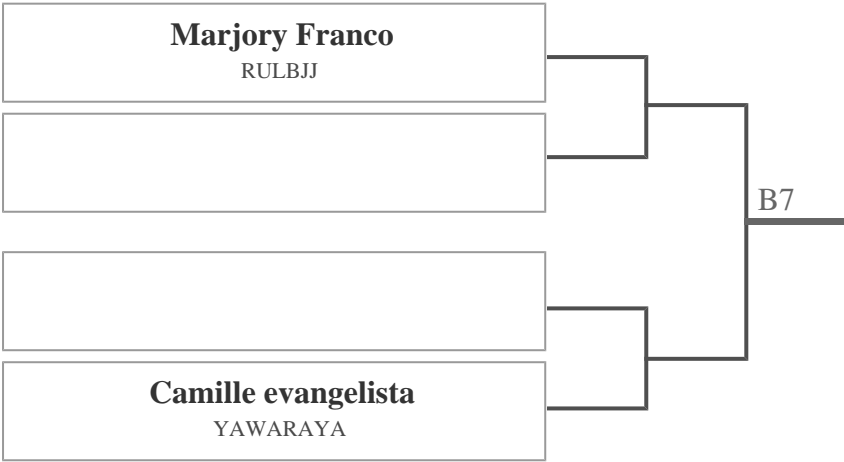 Marjory Franco
RULBJJ
B7
Camille evangelista
YAWARAYA